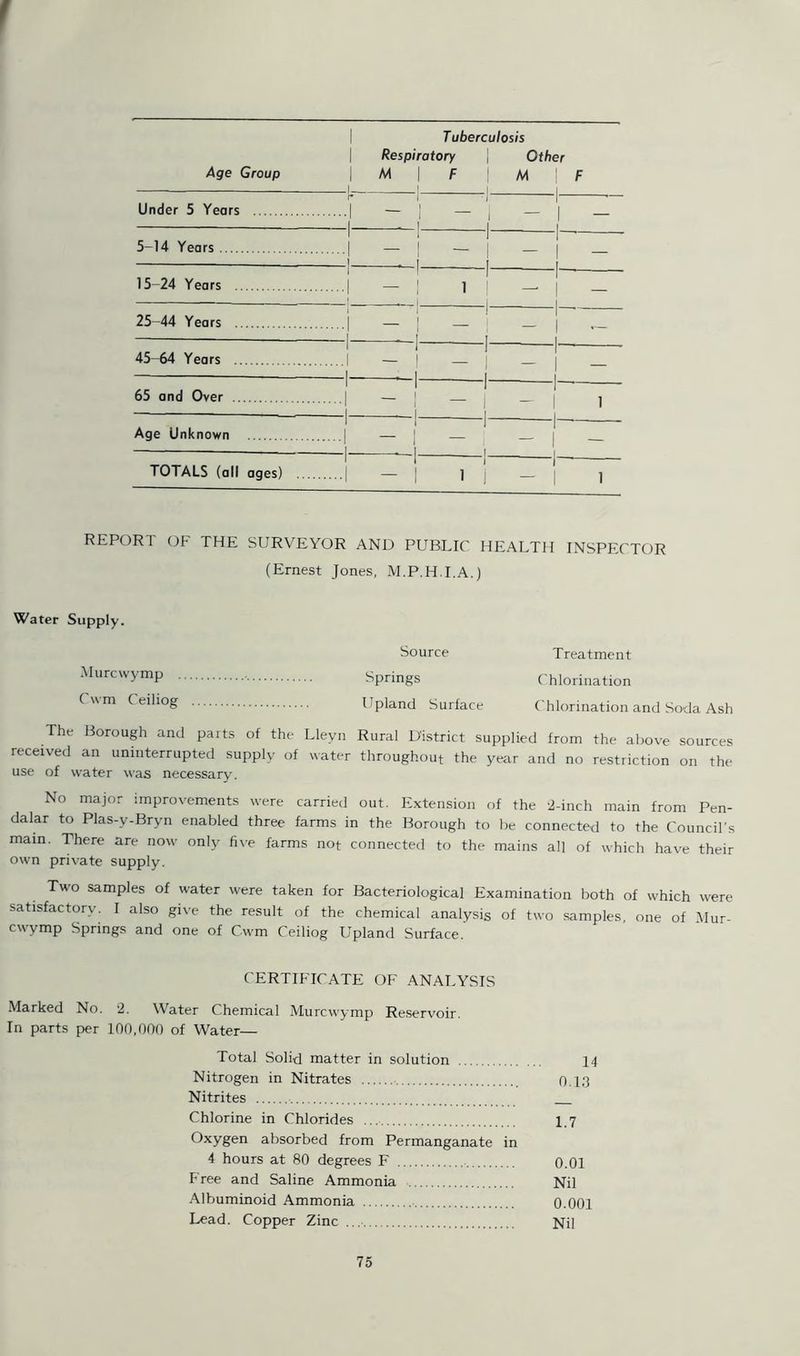 Tuberculosis
Respiratory Other
Age Group M F M F
Under 5 Years .................... — — — —
5-14 Years .................... — — — —
15-24 Years .................... — 1 — —
25-44 Years .................... — — — —
45-64 Years .................... — — — —
65 and Over .................... — — — 1
Age Unknown .................... — — — —
TOTALS (all ages) .......... — 1 — 1
REPORT OF THE SURVEYOR AND PUBLIC HEALTH INSPECTOR
(Ernest Jones, M.P.H.I.A.)
Water Supply.
Source Treatment
Murcwymp .................... Springs Chlorination
Cwm Ceiliog .................... Upland Surface Chlorination and Soda Ash
The Borough and parts of the Lleyn Rural District supplied from the above sources
received an uninterrupted supply of water throughout the year and no restriction on the
use of water was necessary.
No major improvements were carried out. Extension of the 2-inch main from Pen-
dalar to Plas-y-Bryn enabled three farms in the Borough to be connected to the Council's
main. There are now only five farms not connected to the mains all of which have their
own private supply.
Two samples of water were taken for Bacteriological Examination both of which were
satisfactory. I also give the result of the chemical analysis of two samples, one of Mur-
cwymp Springs and one of Cwm Ceiliog Upland Surface.
CERTIFICATE OF ANALYSIS
Marked No. 2. Water Chemical Murcwymp Reservoir.
In parts per 100,000 of Water—
Total Solid matter in solution .............. 14
Nitrogen in Nitrates .................... 0.13
Nitrites .................... —
Chlorine in Chlorides .................... 1.7
Oxygen absorbed from Permanganate in
4 hours at 80 degrees F .................... 0.01
Free and Saline Ammonia .................... Nil
Albuminoid Ammonia .................... 0.001
Lead. Copper Zinc .................... Nil
75